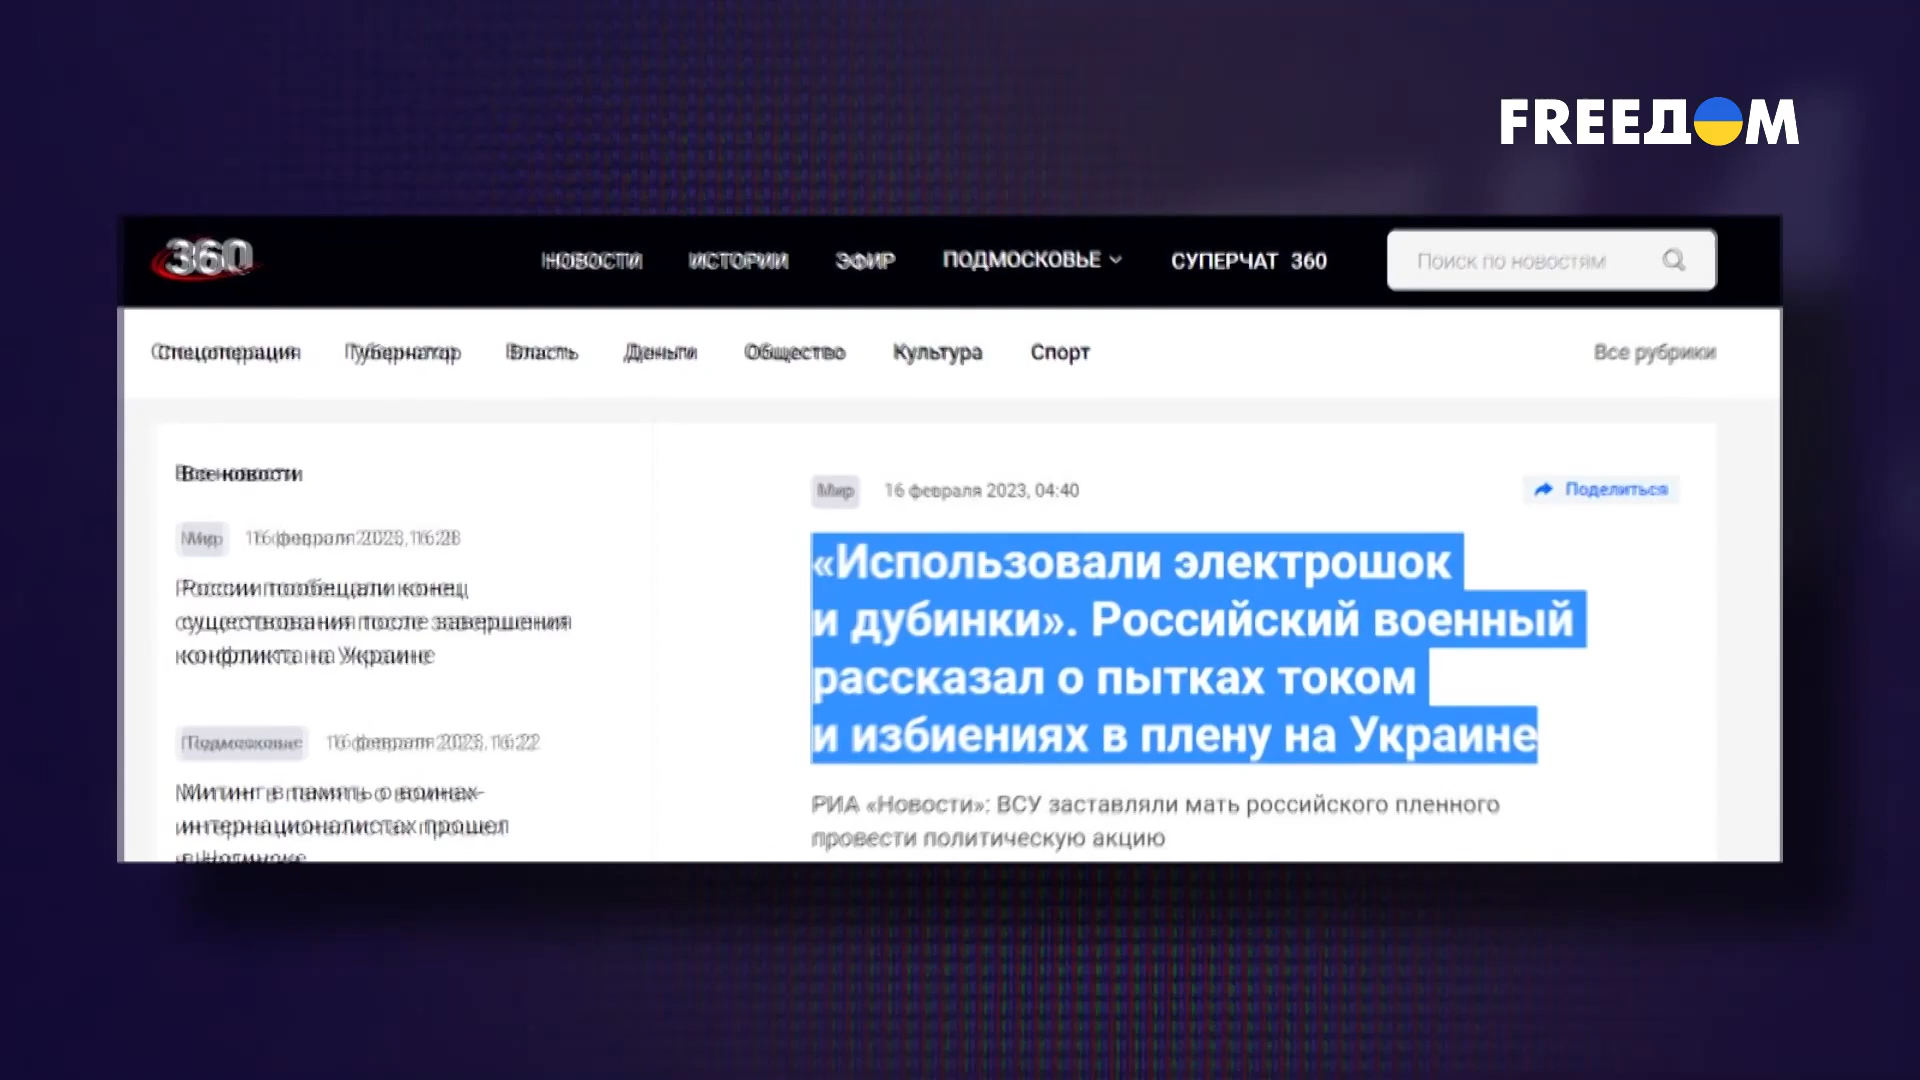 FREEДОM
360
НОВОСТИ ИСТОРИИ ЭФИР ПОДМОСКОВЬЕ СУПЕРЧАТ 360 Поиск по новостям
Спецоперация Губернатор Власть Деньги Общество Культура Спорт Все рубрики
Все новости
Мир 16 февраля 2023, 16:28
России пообещали конец
существования после завершения
конфликта на Украине
Подмосковье 16 февраля 2023, 16:22
Митинг в память о воинах-
интернационалистах прошел
в Ногинске
Мир 16 февраля 2023, 04:40 Поделиться
«Использовали электрошок
и дубинки». Российский военный
рассказал о пытках током
и избиениях в плену на Украине
РИА «Новости»: ВСУ заставляли мать российского пленного
провести политическую акцию